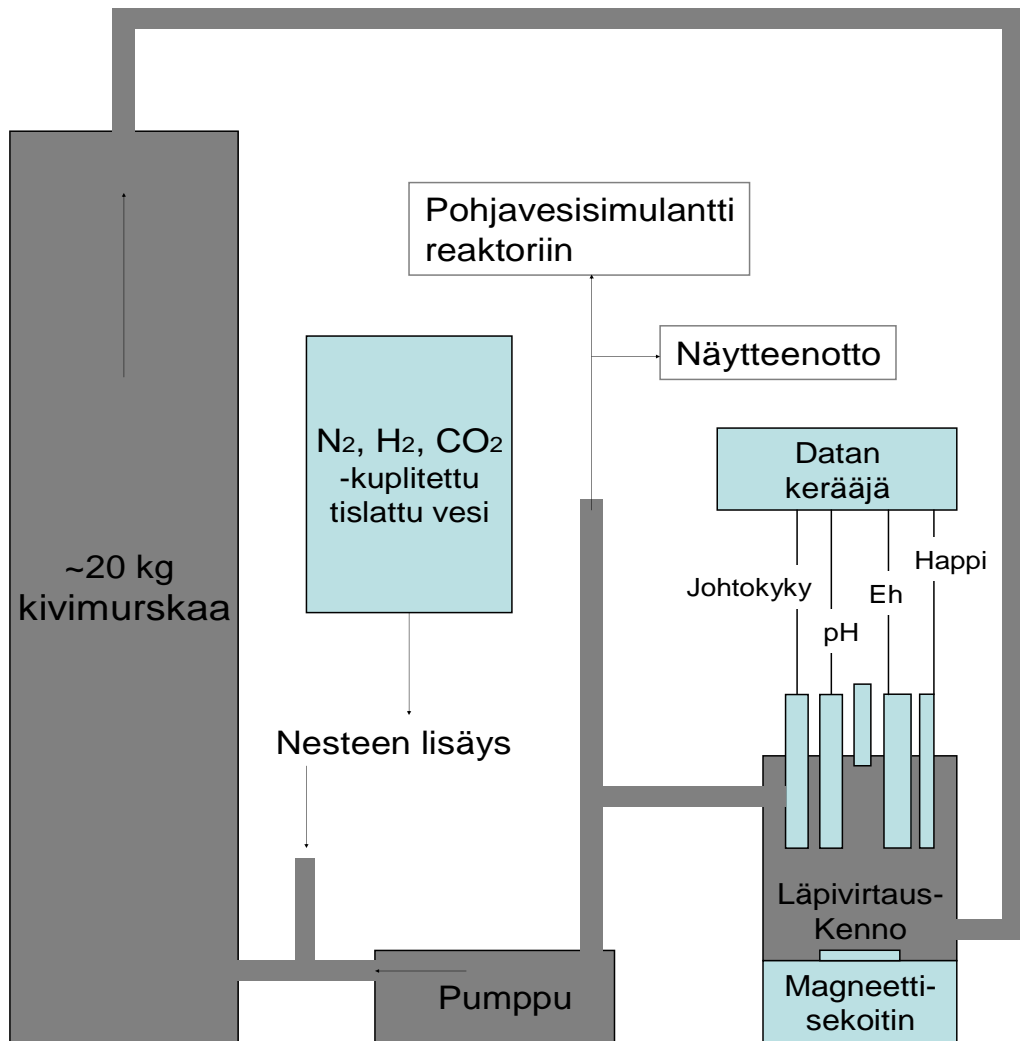 Pohjavesisimulantti
reaktoriin
Näytteenotto
N₂, H₂, CO₂
-kuplitettu
tislattu vesi
Datan
kerääjä
~20 kg
kivimurskaa
Johtokyky
pH
Eh
Happi
Nesteen lisäys
Läpivirtaus-
Kenno
Pumppu
Magneetti-
sekoitin